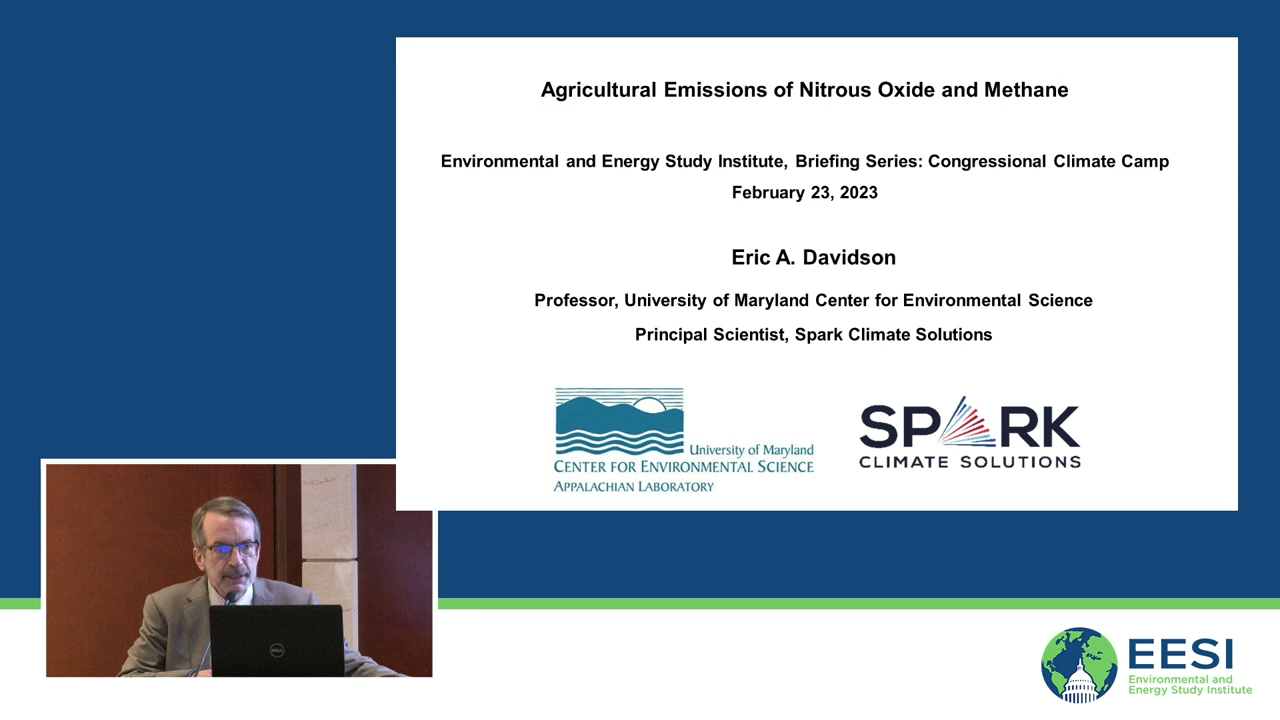 Agricultural Emissions of Nitrous Oxide and Methane
Environmental and Energy Study Institute, Briefing Series: Congressional Climate Camp
February 23, 2023
Eric A. Davidson
Professor, University of Maryland Center for Environmental Science
Principal Scientist, Spark Climate Solutions
University of Maryland
CENTER FOR ENVIRONMENTAL SCIENCE
APPALACHIAN LABORATORY
SPARK
CLIMATE SOLUTIONS
DELL
EESI
Environmental and
Energy Study Institute